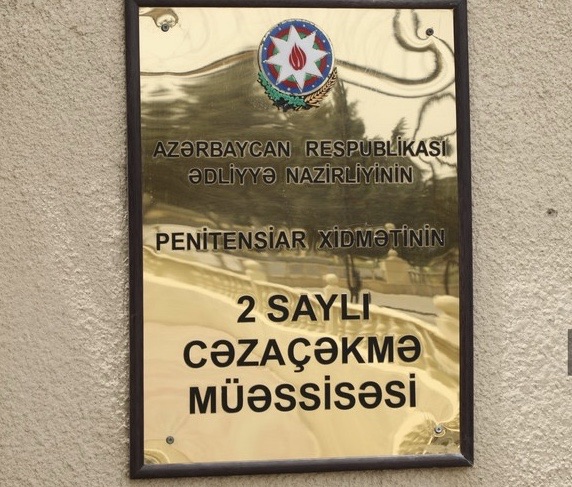 AZƏRBAYCAN RESPUBLİKASI
ƏDLİYYƏ NAZİRLİYİNİN
PENİTENSİAR XİDMƏTİNİN
2 SAYLI
CƏZAÇƏKMƏ
MÜƏSSİSƏSİ